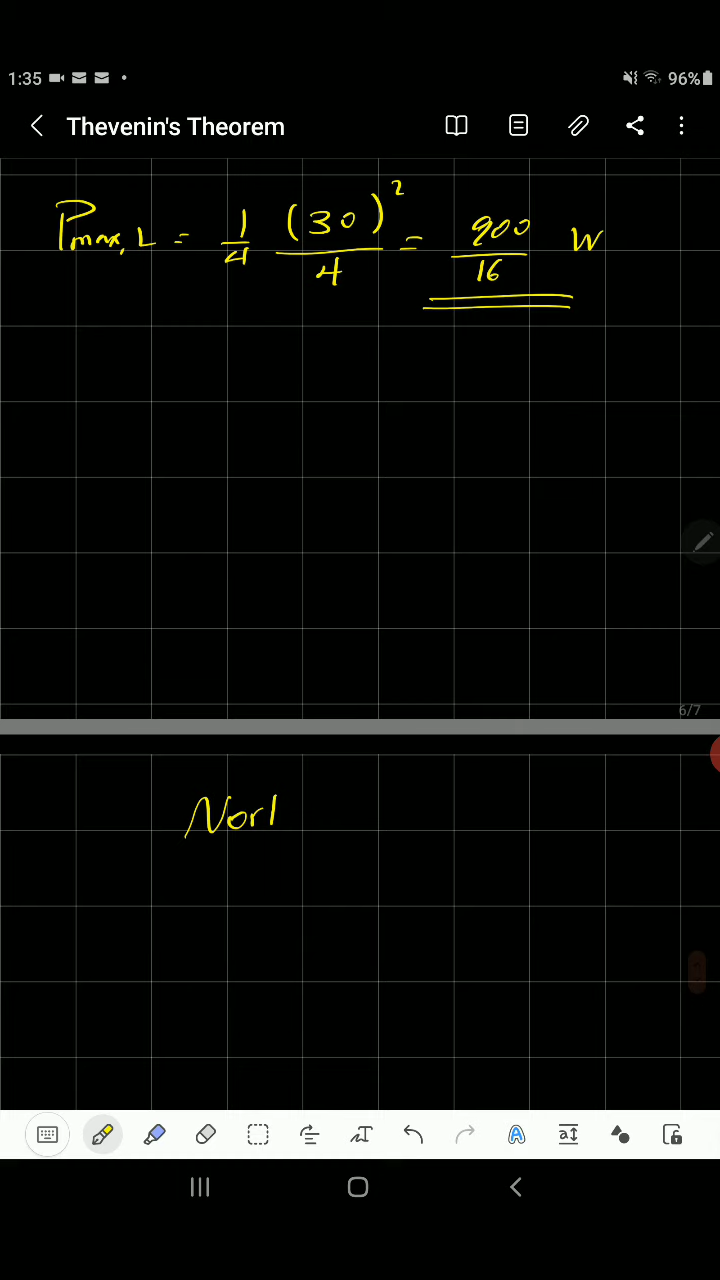 1:35 96%
Thevenin's Theorem
Pmax, L = 1/4 (30)²/4 = 900/16 W
6/7
Norl